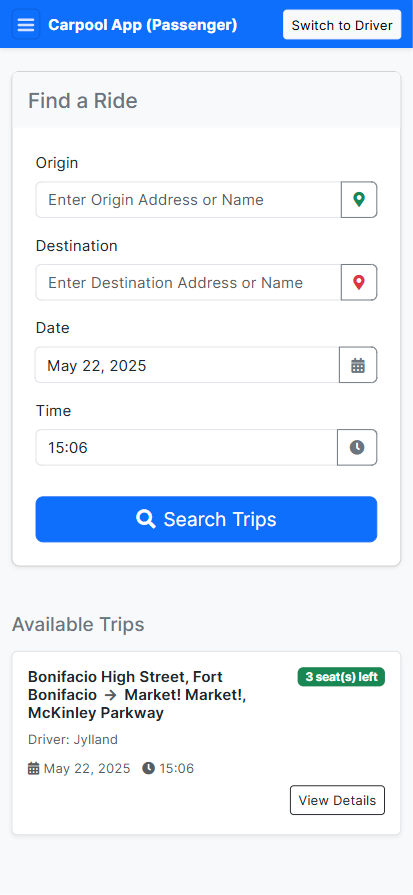 Carpool App (Passenger)
Switch to Driver
Find a Ride
Origin
Enter Origin Address or Name
Destination
Enter Destination Address or Name
Date
May 22, 2025
Time
15:06
Search Trips
Available Trips
Bonifacio High Street, Fort
Bonifacio → Market! Market!,
McKinley Parkway
3 seat(s) left
Driver: Jylland
May 22, 2025 15:06
View Details